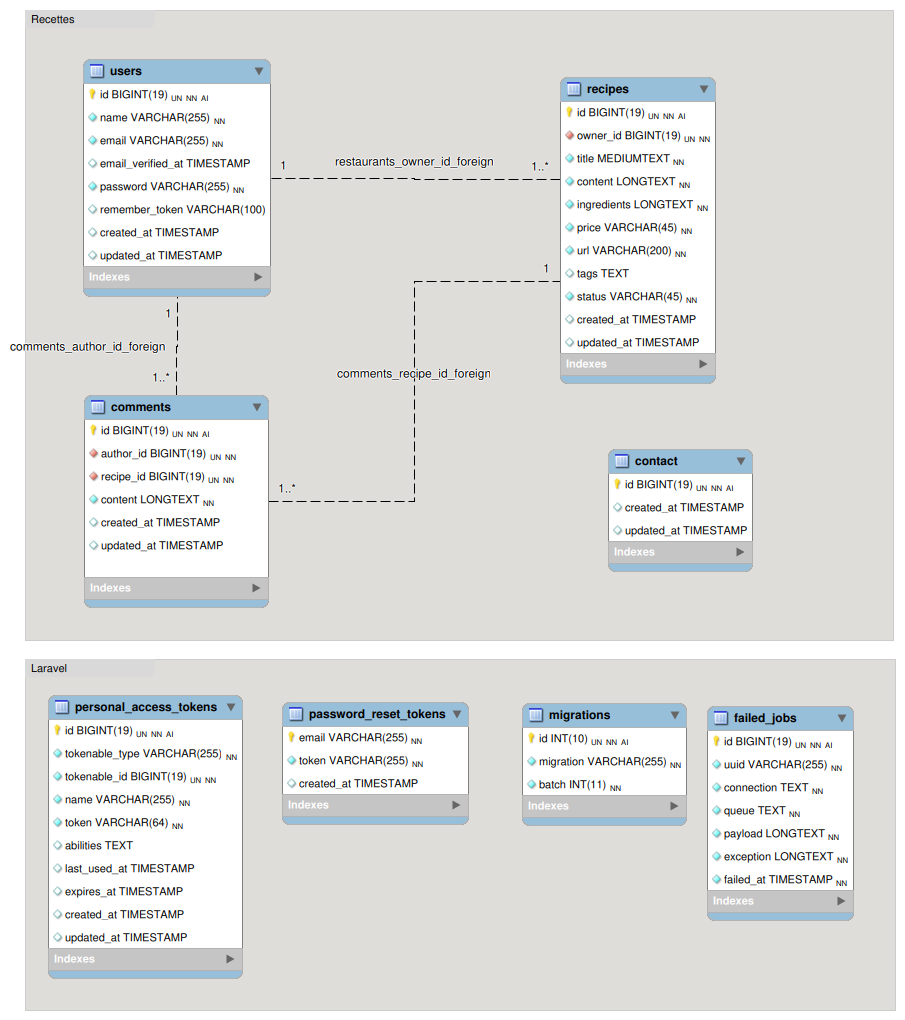 Recettes
users
id BIGINT(19) UN NN AI
name VARCHAR(255) NN
email VARCHAR(255) NN
email_verified_at TIMESTAMP
password VARCHAR(255) NN
remember_token VARCHAR(100)
created_at TIMESTAMP
updated_at TIMESTAMP
Indexes
1
restaurants_owner_id_foreign
1..*
recipes
id BIGINT(19) UN NN AI
owner_id BIGINT(19) UN NN
title MEDIUMTEXT NN
content LONGTEXT NN
ingredients LONGTEXT NN
price VARCHAR(45) NN
url VARCHAR(200) NN
tags TEXT
status VARCHAR(45) NN
created_at TIMESTAMP
updated_at TIMESTAMP
Indexes
1
1
comments_author_id_foreign
1..*
comments_recipe_id_foreign
comments
id BIGINT(19) UN NN AI
author_id BIGINT(19) UN NN
recipe_id BIGINT(19) UN NN
content LONGTEXT NN
created_at TIMESTAMP
updated_at TIMESTAMP
Indexes
1..*
contact
id BIGINT(19) UN NN AI
created_at TIMESTAMP
updated_at TIMESTAMP
Indexes
Laravel
personal_access_tokens
id BIGINT(19) UN NN AI
tokenable_type VARCHAR(255) NN
tokenable_id BIGINT(19) UN NN
name VARCHAR(255) NN
token VARCHAR(64) NN
abilities TEXT
last_used_at TIMESTAMP
expires_at TIMESTAMP
created_at TIMESTAMP
updated_at TIMESTAMP
Indexes
password_reset_tokens
email VARCHAR(255) NN
token VARCHAR(255) NN
created_at TIMESTAMP
Indexes
migrations
id INT(10) UN NN AI
migration VARCHAR(255) NN
batch INT(11) NN
Indexes
failed_jobs
id BIGINT(19) UN NN AI
uuid VARCHAR(255) NN
connection TEXT NN
queue TEXT NN
payload LONGTEXT NN
exception LONGTEXT NN
failed_at TIMESTAMP NN
Indexes